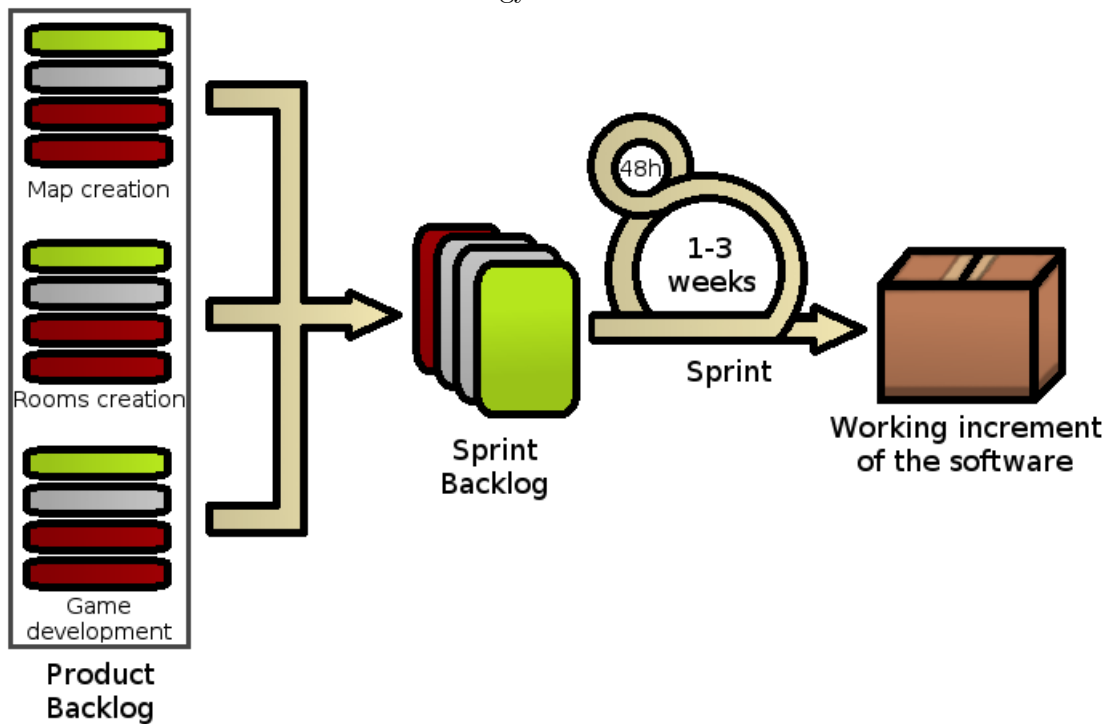 Map creation
Rooms creation
Game
development
Product
Backlog
Sprint
Backlog
48h
1-3
weeks
Sprint
Working increment
of the software